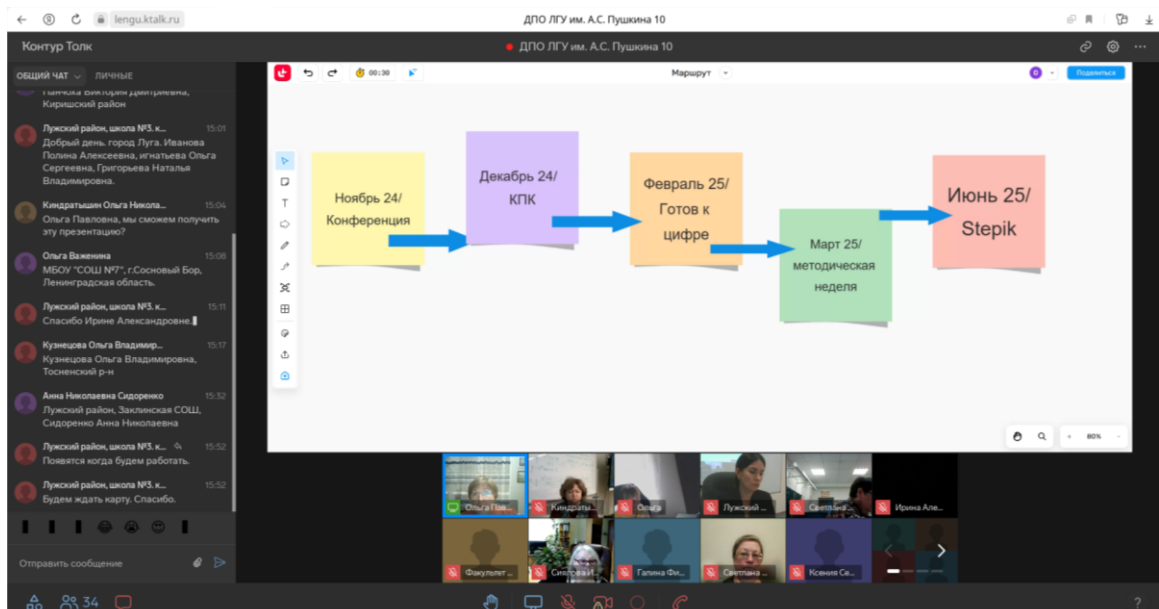 lengu.ktalk.ru
ДПО ЛГУ им. А.С. Пушкина 10
Контур Толк
ДПО ЛГУ им. А.С. Пушкина 10
ОБЩИЙ ЧАТ
ЛИЧНЫЕ
Панчоха Виктория Дмитриевна,
Киришский район
Лужский район, школа №3. к... 15:01
Добрый день. город Луга. Иванова
Полина Алексеевна, игнатьева Ольга
Сергеевна, Григорьева Наталья
Владимировна.
Киндратышин Ольга Никола... 15:04
Ольга Павловна, мы сможем получить
эту презентацию?
Ольга Важенина 15:08
МБОУ "СОШ №7", г.Сосновый Бор,
Ленинградская область.
Лужский район, школа №3. к... 15:11
Спасибо Ирине Александровне.
Кузнецова Ольга Владимир... 15:17
Кузнецова Ольга Владимировна,
Тосненский р-н
Анна Николаевна Сидоренко 15:32
Лужский район, Заклинская СОШ,
Сидоренко Анна Николаевна
Лужский район, школа №3. к... 15:52
Появятся когда будем работать.
Лужский район, школа №3. к... 15:52
Будем ждать карту. Спасибо.
Отправить сообщение
34
00:30
Маршрут
Поделиться
Ноябрь 24/
Конференция
Декабрь 24/
КПК
Февраль 25/
Готов к
цифре
Март 25/
методическая
неделя
Июнь 25/
Stepik
80%
Ольга Пав...
Киндраты...
Ольга
Лужский ...
Светлана ...
Ирина Але...
Факультет ...
Сизова И...
Галина Фи...
Светлана ...
Ксения Се...